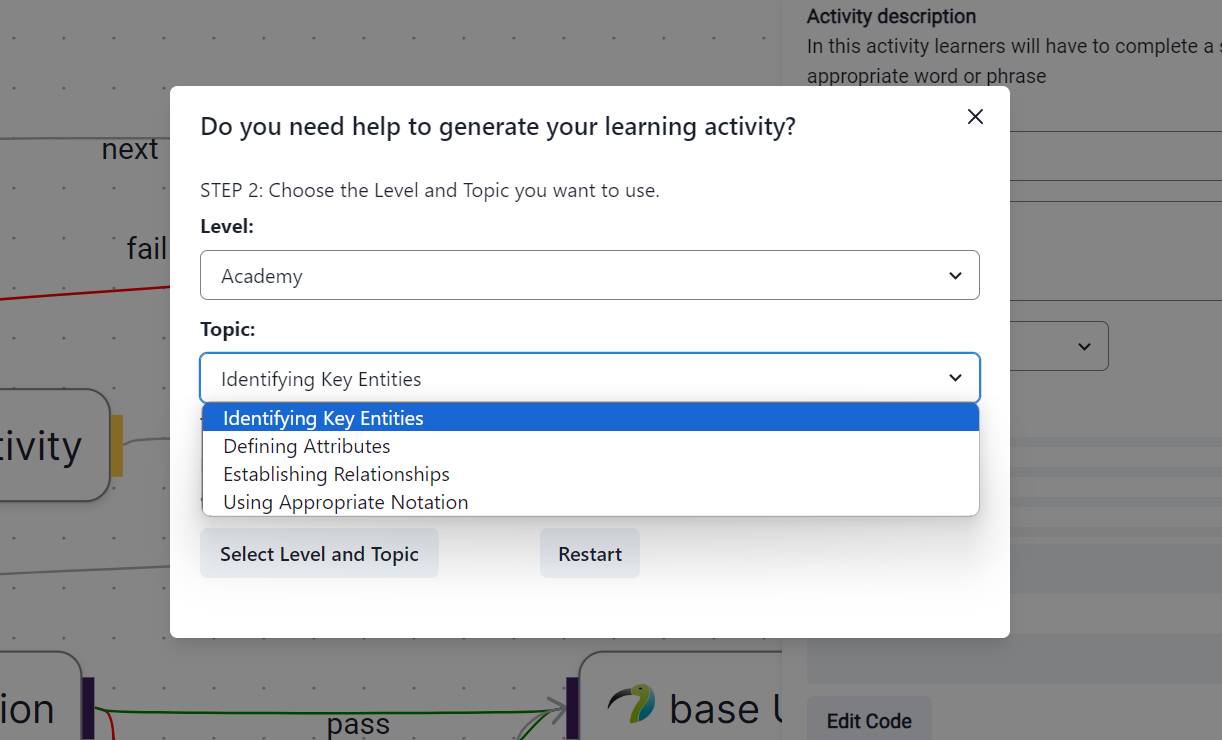 Activity description
In this activity learners will have to complete a
appropriate word or phrase
Do you need help to generate your learning activity?
next
STEP 2: Choose the Level and Topic you want to use.
Level:
fail
Academy
Topic:
Identifying Key Entities
Identifying Key Entities
Defining Attributes
tivity
Establishing Relationships
Using Appropriate Notation
Select Level and Topic
Restart
ion
base
pass
Edit Code